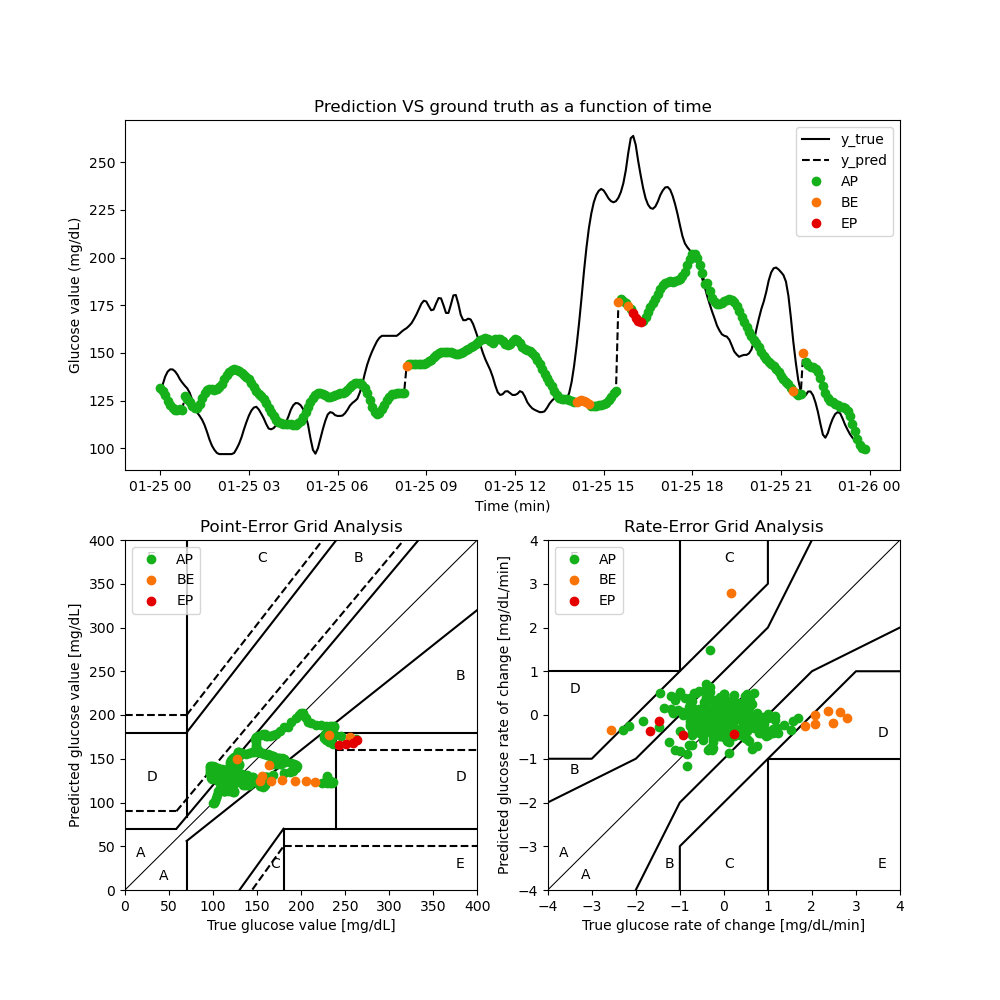 Prediction VS ground truth as a function of time
Glucose value (mg/dL)
250
225
200
175
150
125
100
y_true
y_pred
AP
BE
EP
01-25 00 01-25 03 01-25 06 01-25 09 01-25 12 01-25 15 01-25 18 01-25 21 01-26 00
Time (min)
Point-Error Grid Analysis
Predicted glucose value [mg/dL]
400
350
300
250
200
150
100
50
0
AP
BE
EP
C
B
B
D
D
A
A
C
E
0 50 100 150 200 250 300 350 400
True glucose value [mg/dL]
Rate-Error Grid Analysis
Predicted glucose rate of change [mg/dL/min]
4
3
2
1
0
−1
−2
−3
−4
AP
BE
EP
C
D
D
B
A
A
B
C
E
−4 −3 −2 −1 0 1 2 3 4
True glucose rate of change [mg/dL/min]